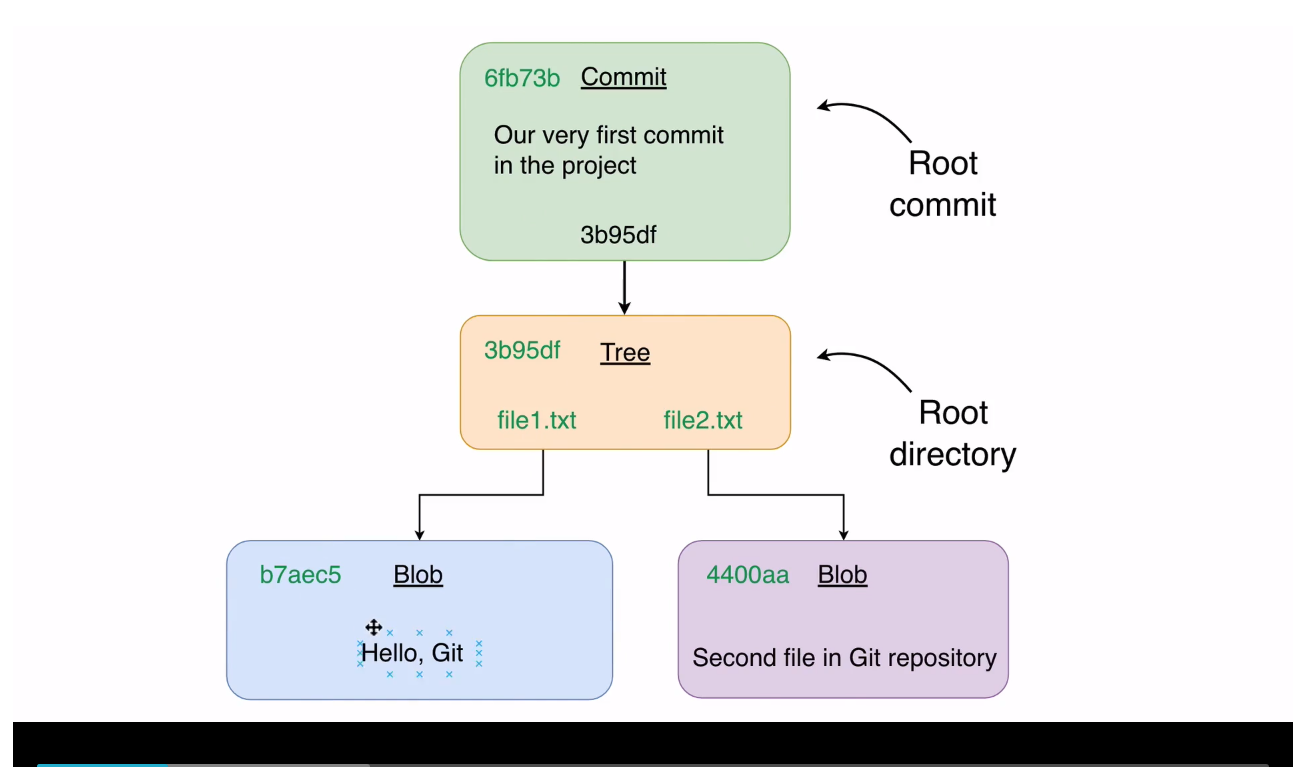 6fb73b Commit
Our very first commit
in the project
3b95df
Root
commit
3b95df Tree
file1.txt file2.txt
Root
directory
b7aec5 Blob
Hello, Git
4400aa Blob
Second file in Git repository